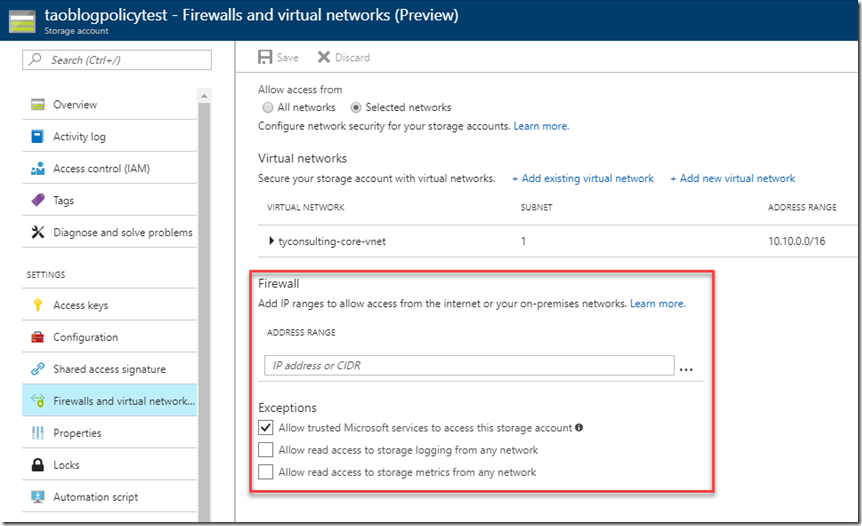 taoblogpolicytest - Firewalls and virtual networks (Preview)
Storage account
Search (Ctrl+/)
Overview
Activity log
Access control (IAM)
Tags
Diagnose and solve problems
SETTINGS
Access keys
Configuration
Shared access signature
Firewalls and virtual network...
Properties
Locks
Automation script
Save Discard
Allow access from
All networks Selected networks
Configure network security for your storage accounts. Learn more.
Virtual networks
Secure your storage account with virtual networks. + Add existing virtual network + Add new virtual network
VIRTUAL NETWORK SUBNET ADDRESS RANGE
tyconsulting-core-vnet 1 10.10.0.0/16
Firewall
Add IP ranges to allow access from the internet or your on-premises networks. Learn more.
ADDRESS RANGE
IP address or CIDR
...
Exceptions
Allow trusted Microsoft services to access this storage account
Allow read access to storage logging from any network
Allow read access to storage metrics from any network